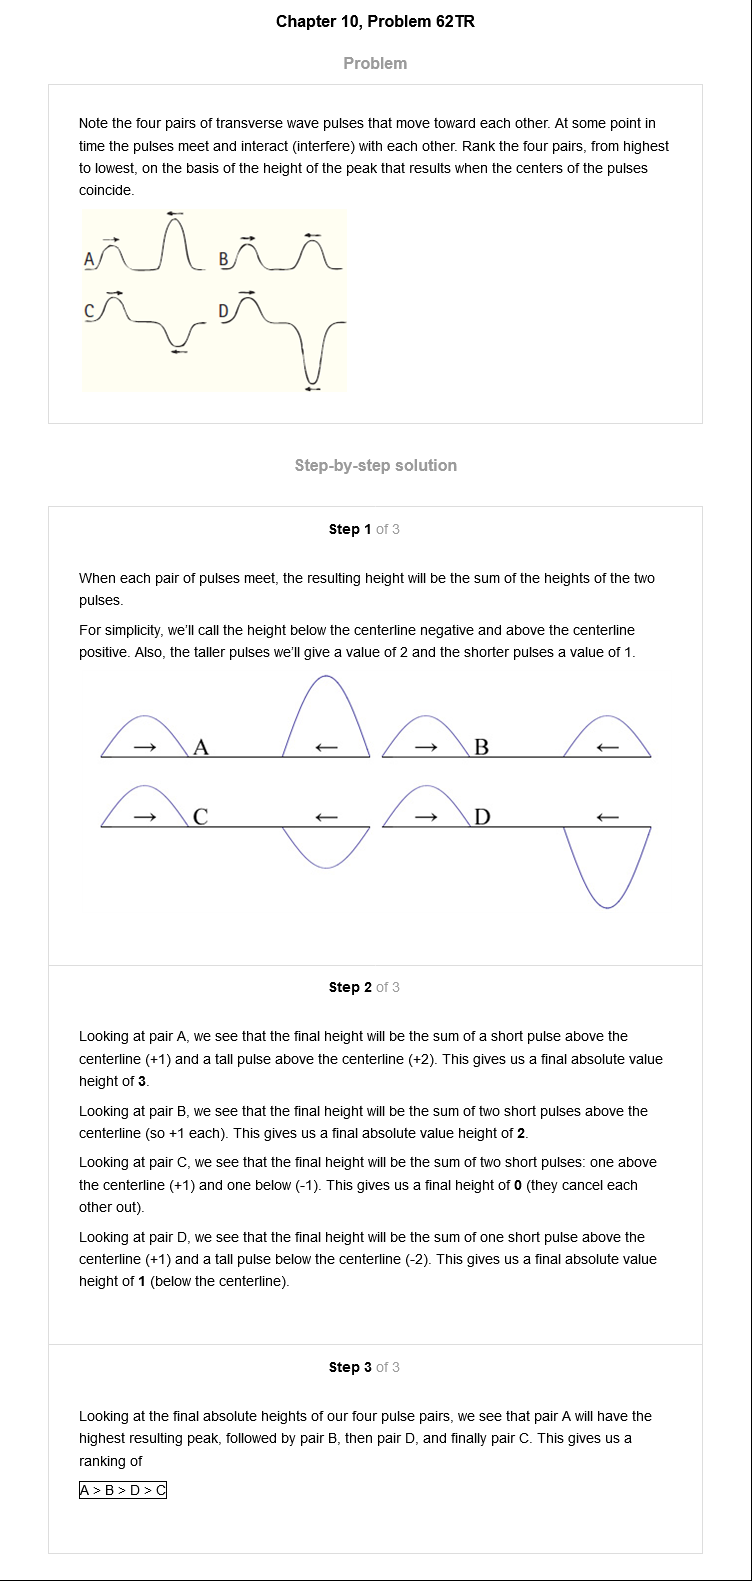 Chapter 10, Problem 62TR
Problem
Note the four pairs of transverse wave pulses that move toward each other. At some point in
time the pulses meet and interact (interfere) with each other. Rank the four pairs, from highest
to lowest, on the basis of the height of the peak that results when the centers of the pulses
coincide.
A B
C D
Step-by-step solution
Step 1 of 3
When each pair of pulses meet, the resulting height will be the sum of the heights of the two
pulses.
For simplicity, we’ll call the height below the centerline negative and above the centerline
positive. Also, the taller pulses we’ll give a value of 2 and the shorter pulses a value of 1.
A B
C D
Step 2 of 3
Looking at pair A, we see that the final height will be the sum of a short pulse above the
centerline (+1) and a tall pulse above the centerline (+2). This gives us a final absolute value
height of 3.
Looking at pair B, we see that the final height will be the sum of two short pulses above the
centerline (so +1 each). This gives us a final absolute value height of 2.
Looking at pair C, we see that the final height will be the sum of two short pulses: one above
the centerline (+1) and one below (-1). This gives us a final height of 0 (they cancel each
other out).
Looking at pair D, we see that the final height will be the sum of one short pulse above the
centerline (+1) and a tall pulse below the centerline (-2). This gives us a final absolute value
height of 1 (below the centerline).
Step 3 of 3
Looking at the final absolute heights of our four pulse pairs, we see that pair A will have the
highest resulting peak, followed by pair B, then pair D, and finally pair C. This gives us a
ranking of
A > B > D > C